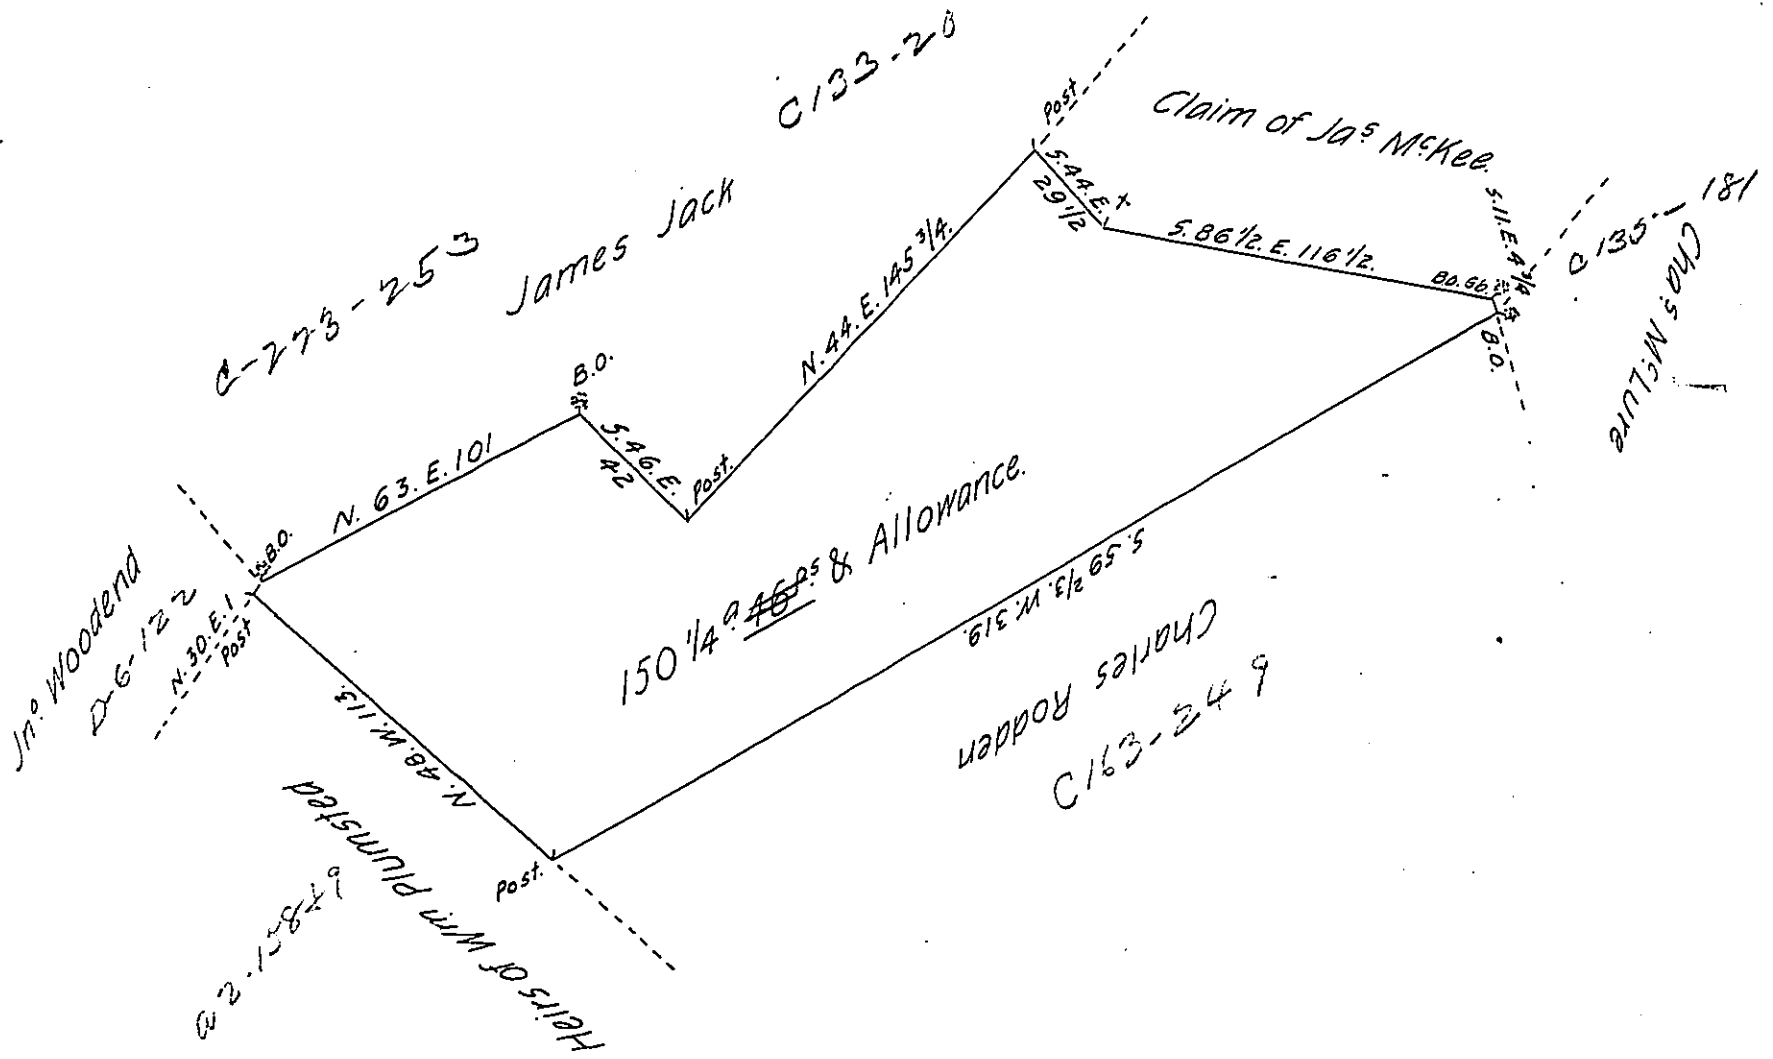 C133-20
James Jack
C-273-253
Post
Claim of Jaˢ MᶜKee.
S.44.E.
29 1/2
S. 86 1/2. E. 116 1/2.
S.11.E. 4 3/4
B.O.
C 135 - 181
Chaˢ MᶜLure
N. 44. E. 145 3/4.
B.O.
S. 46. E.
42
Post.
N. 63. E. 101
B.O.
Jnº Woodend
D-6-122
N. 30. E. 1
Post
150 1/4 ᵃ 46 ᵖˢ & Allowance.
S. 59 2/3. W. 319.
Charles Rodden
C163-249
N. 48. W. 113.
Post.
Heirs of Wm Plumsted